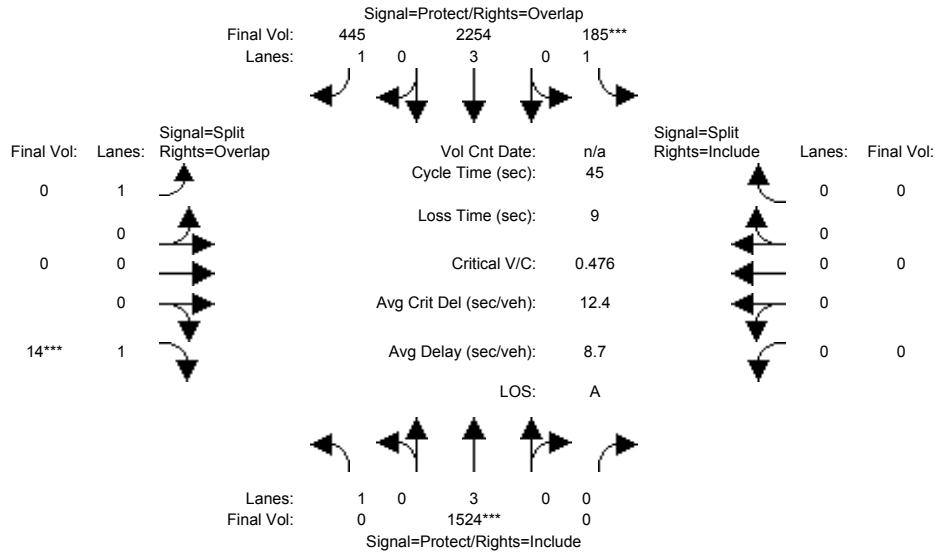 Signal=Protect/Rights=Overlap
Final Vol: 445 2254 185***
Lanes: 1 0 3 0 1
Signal=Split
Final Vol: Lanes: Rights=Overlap
Vol Cnt Date: n/a
Signal=Split
Rights=Include Lanes: Final Vol:
0 1
Cycle Time (sec): 45
0 0
0
Loss Time (sec): 9
0
0 0
Critical V/C: 0.476
0 0
0
Avg Crit Del (sec/veh): 12.4
0
14*** 1
Avg Delay (sec/veh): 8.7
0 0
LOS: A
Lanes: 1 0 3 0 0
Final Vol: 0 1524*** 0
Signal=Protect/Rights=Include